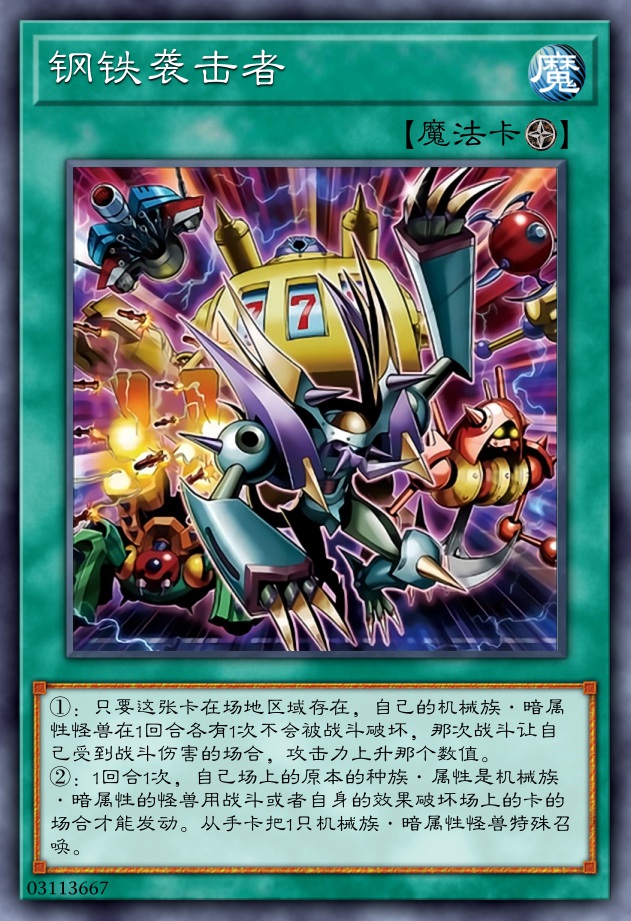 钢铁袭击者
魔
【魔法卡】
7 7
①：只要这张卡在场地区域存在，自己的机械族·暗属
性怪兽在1回合各有1次不会被战斗破坏，那次战斗让自
己受到战斗伤害的场合，攻击力上升那个数值。
②：1回合1次，自己场上的原本的种族·属性是机械族
·暗属性的怪兽用战斗或者自身的效果破坏场上的卡的
场合才能发动。从手卡把1只机械族·暗属性怪兽特殊召
唤。
03113667